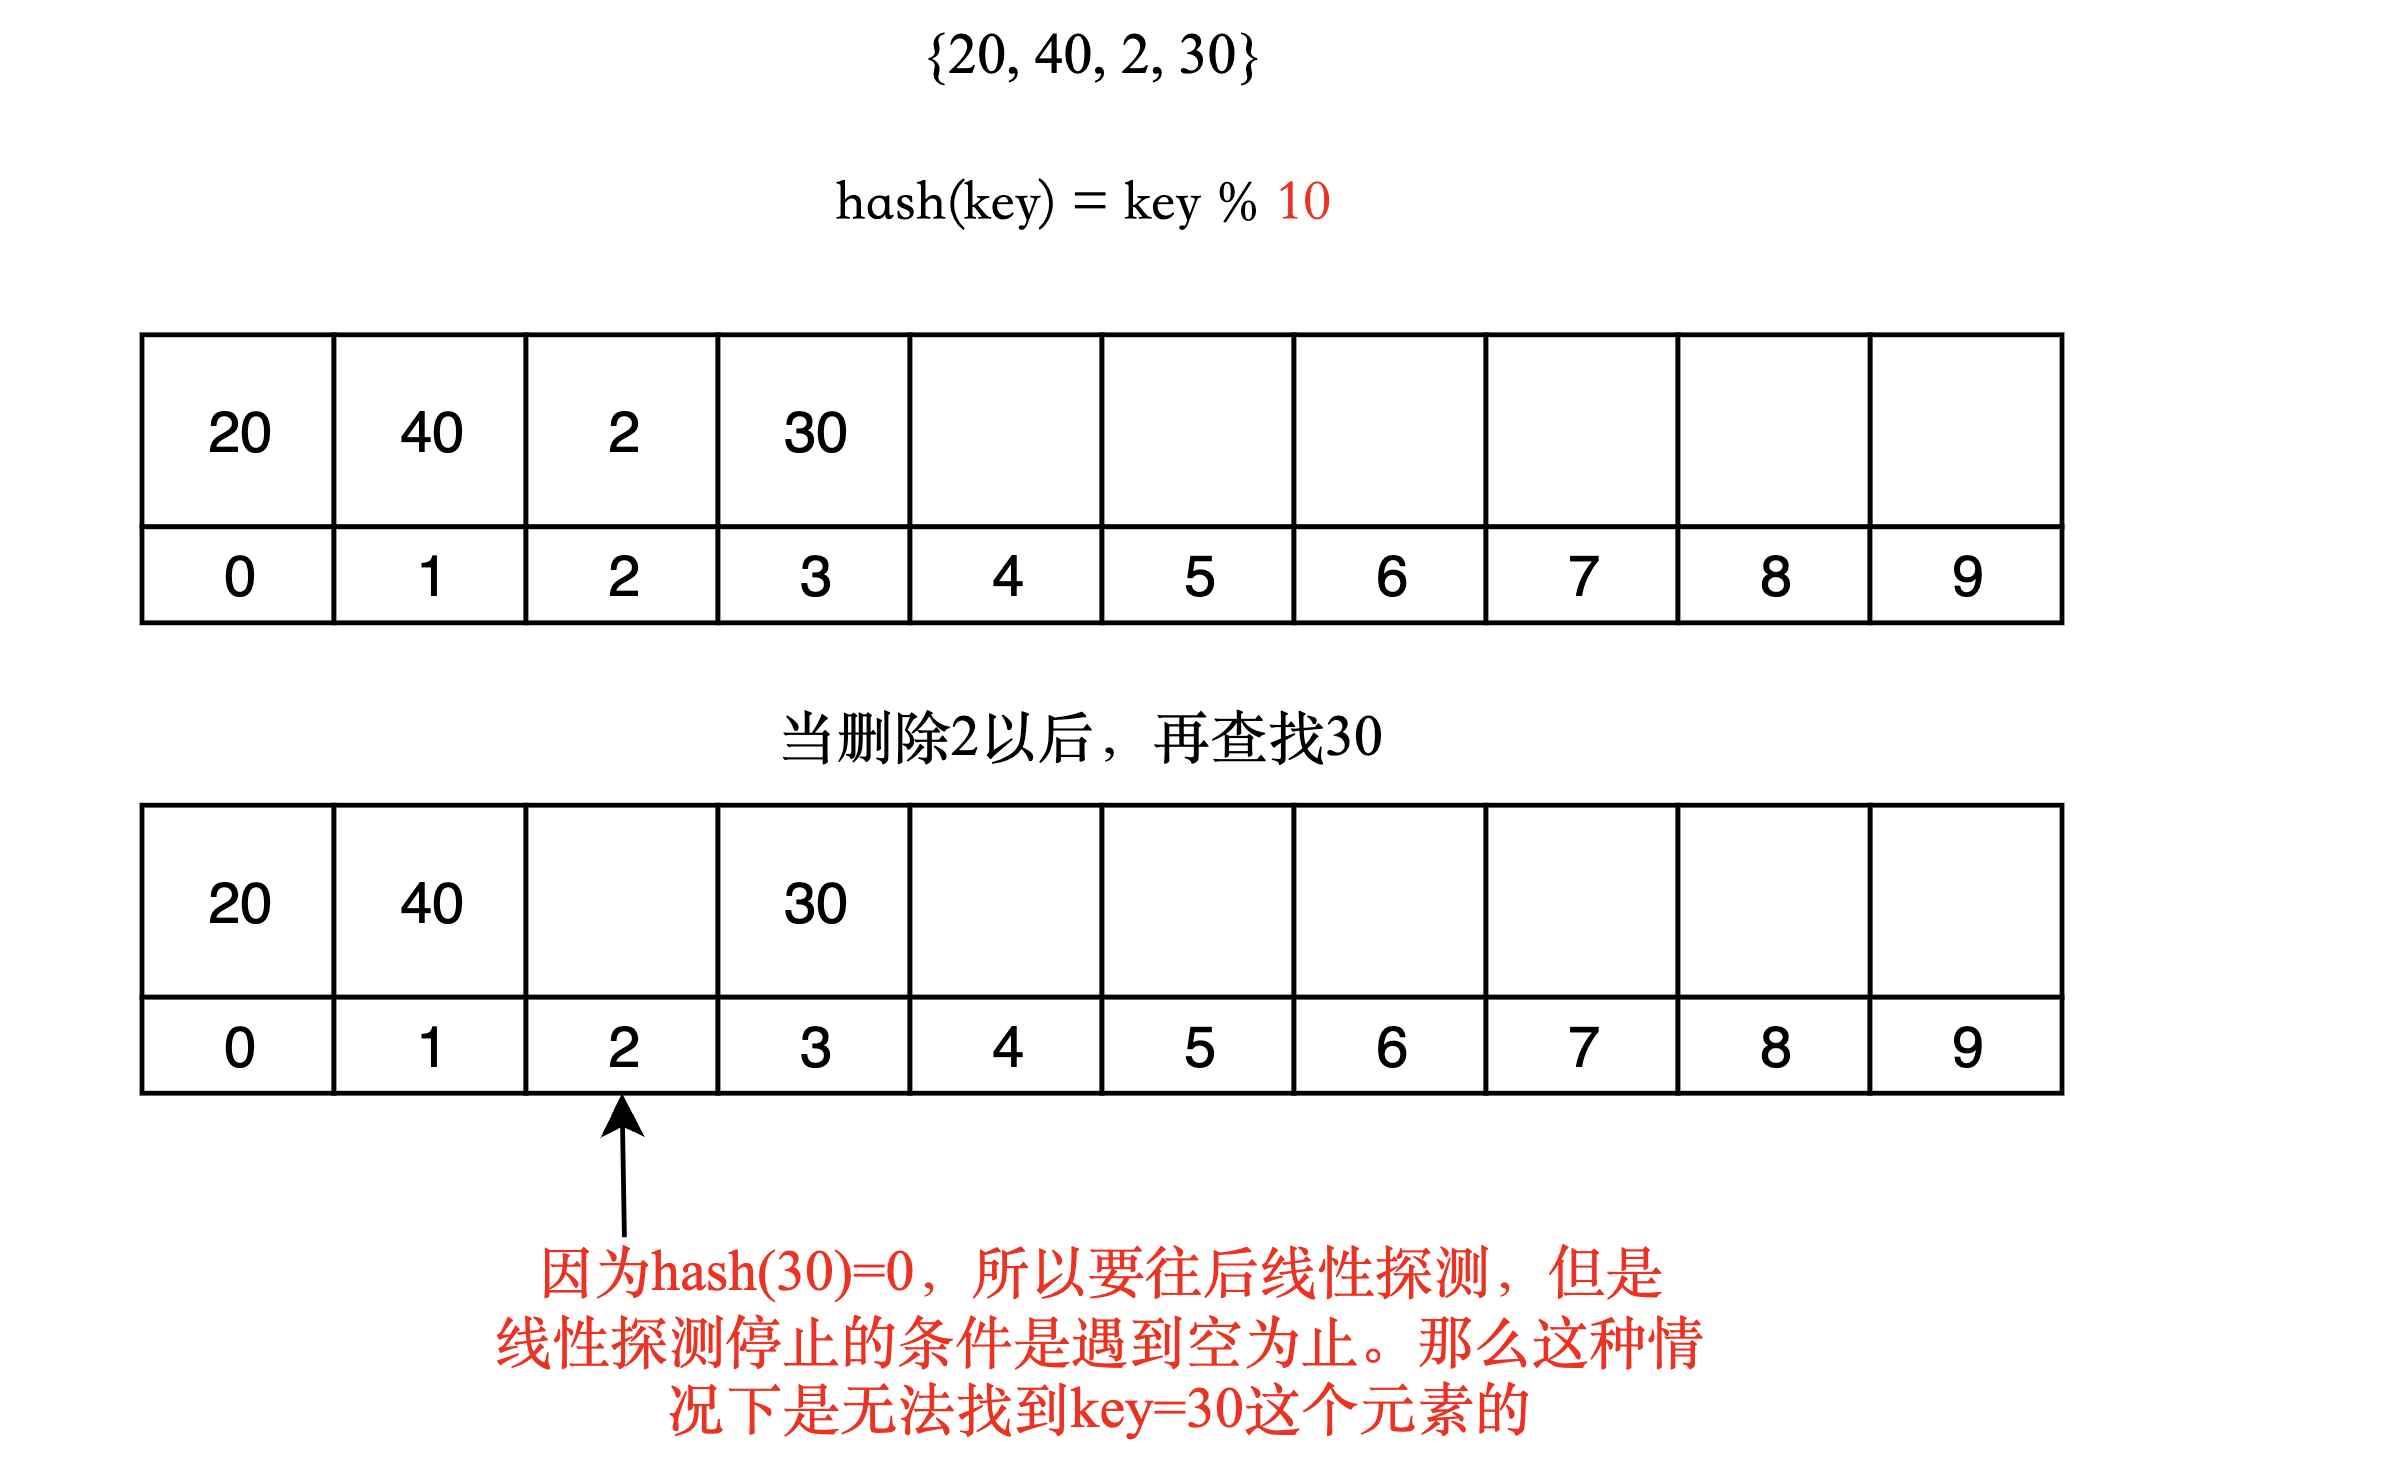 {20, 40, 2, 30}
hash(key) = key % 10
20 40 2 30
0 1 2 3 4 5 6 7 8 9
当删除2以后，再查找30
20 40 30
0 1 2 3 4 5 6 7 8 9
因为hash(30)=0，所以要往后线性探测，但是
线性探测停止的条件是遇到空为止。那么这种情
况下是无法找到key=30这个元素的